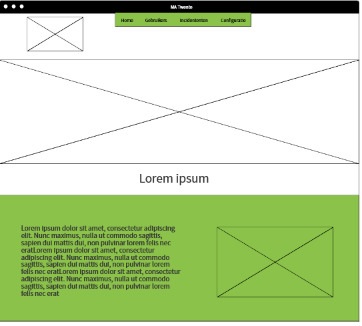 MA Twente
Home Gebruikers Incidentenlos Configuratie
Lorem ipsum
Lorem ipsum dolor sit amet, consectetur adipiscing
elit. Nunc maximus, nulla ut commodo sagittis,
sapien dui mattis dui, non pulvinar lorem felis nec
eratLorem ipsum dolor sit amet, consectetur
adipiscing elit. Nunc maximus, nulla ut commodo
sagittis, sapien dui mattis dui, non pulvinar lorem
felis nec eratLorem ipsum dolor sit amet, consectetur
adipiscing elit. Nunc maximus, nulla ut commodo
sagittis, sapien dui mattis dui, non pulvinar lorem
felis nec erat